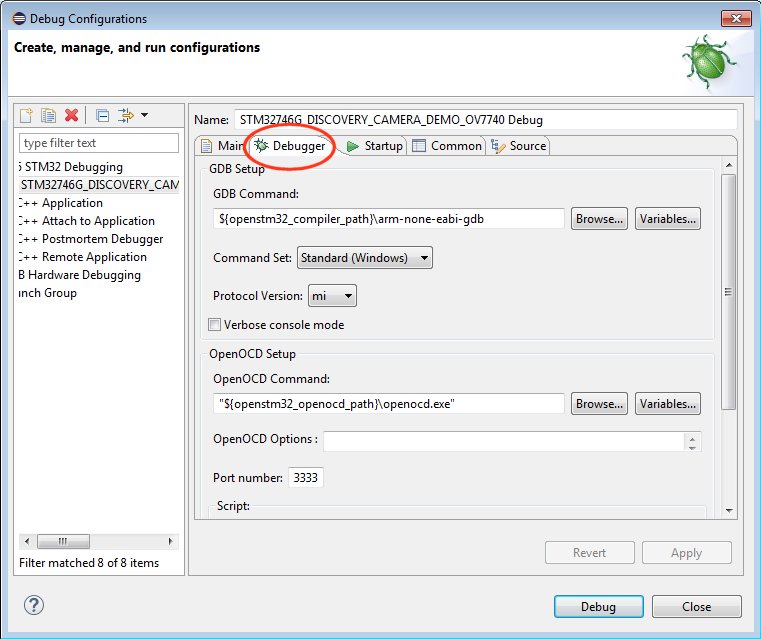 Debug Configurations
Create, manage, and run configurations
type filter text
STM32 Debugging
STM32746G_DISCOVERY_CAM
C++ Application
C++ Attach to Application
C++ Postmortem Debugger
C++ Remote Application
B Hardware Debugging
unch Group
Filter matched 8 of 8 items
Name: STM32746G_DISCOVERY_CAMERA_DEMO_OV7740 Debug
Main Debugger Startup Common Source
GDB Setup
GDB Command:
${openstm32_compiler_path}\arm-none-eabi-gdb Browse... Variables...
Command Set: Standard (Windows)
Protocol Version: mi
Verbose console mode
OpenOCD Setup
OpenOCD Command:
"${openstm32_openocd_path}\openocd.exe" Browse... Variables...
OpenOCD Options :
Port number: 3333
Script:
Revert Apply
? Debug Close